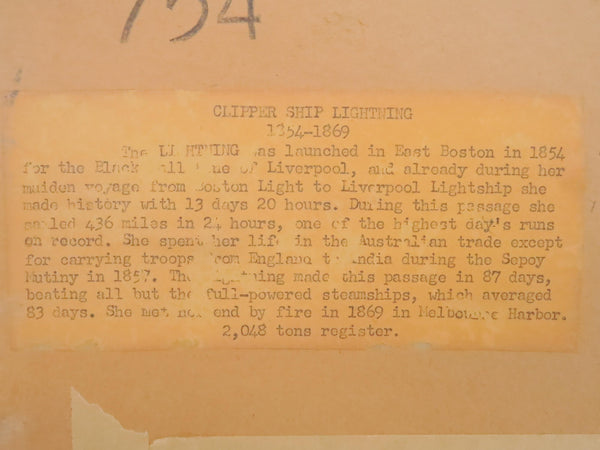 754
CLIPPER SHIP LIGHTNING
1854-1869
The LIGHTNING was launched in East Boston in 1854
for the Black Ball Line of Liverpool, and already during her
maiden voyage from Boston Light to Liverpool Lightship she
made history with 13 days 20 hours. During this passage she
sailed 436 miles in 24 hours, one of the highest day's runs
on record. She spent her life in the Australian trade except
for carrying troops from England to India during the Sepoy
Mutiny in 1857. The Lightning made this passage in 87 days,
beating all but the full-powered steamships, which averaged
83 days. She met her end by fire in 1869 in Melbourne Harbor.
2,048 tons register.